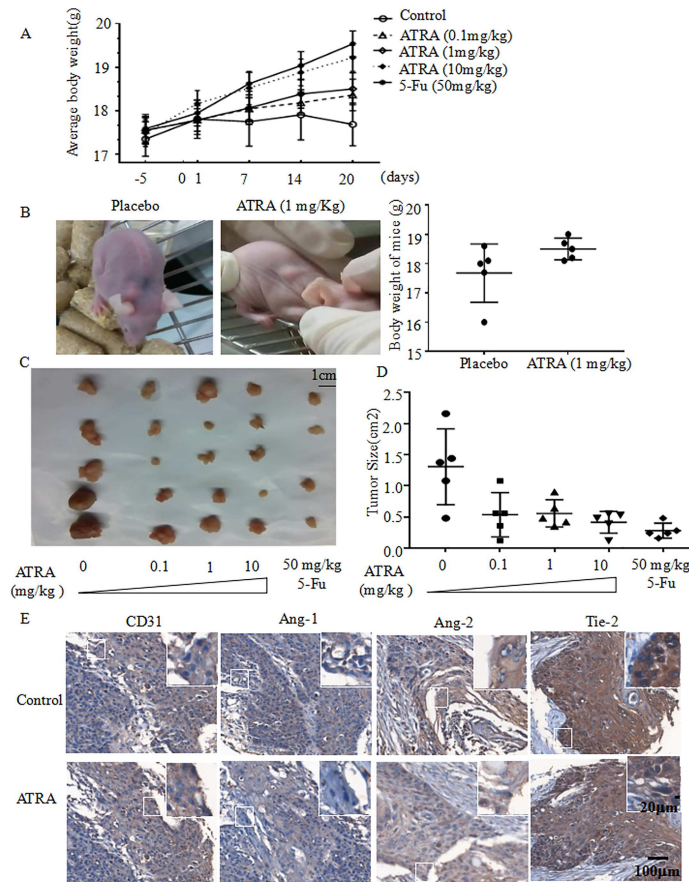 A
Average body weight(g)
20
19
18
17
-5
0
1
7
14
20
(days)
Control
ATRA (0.1mg/kg)
ATRA (1mg/kg)
ATRA (10mg/kg)
5-Fu (50mg/kg)
B
Placebo
ATRA (1 mg/Kg)
Body weight of mice (g)
20
19
18
17
16
15
Placebo
ATRA (1 mg/kg)
C
1cm
ATRA
(mg/kg)
0
0.1
1
10
50 mg/kg
5-Fu
D
Tumor Size(cm2)
2.5
2.0
1.5
1.0
0.5
0.0
ATRA
(mg/kg)
0
0.1
1
10
50 mg/kg
5-Fu
E
CD31
Ang-1
Ang-2
Tie-2
Control
ATRA
20μm
100μm